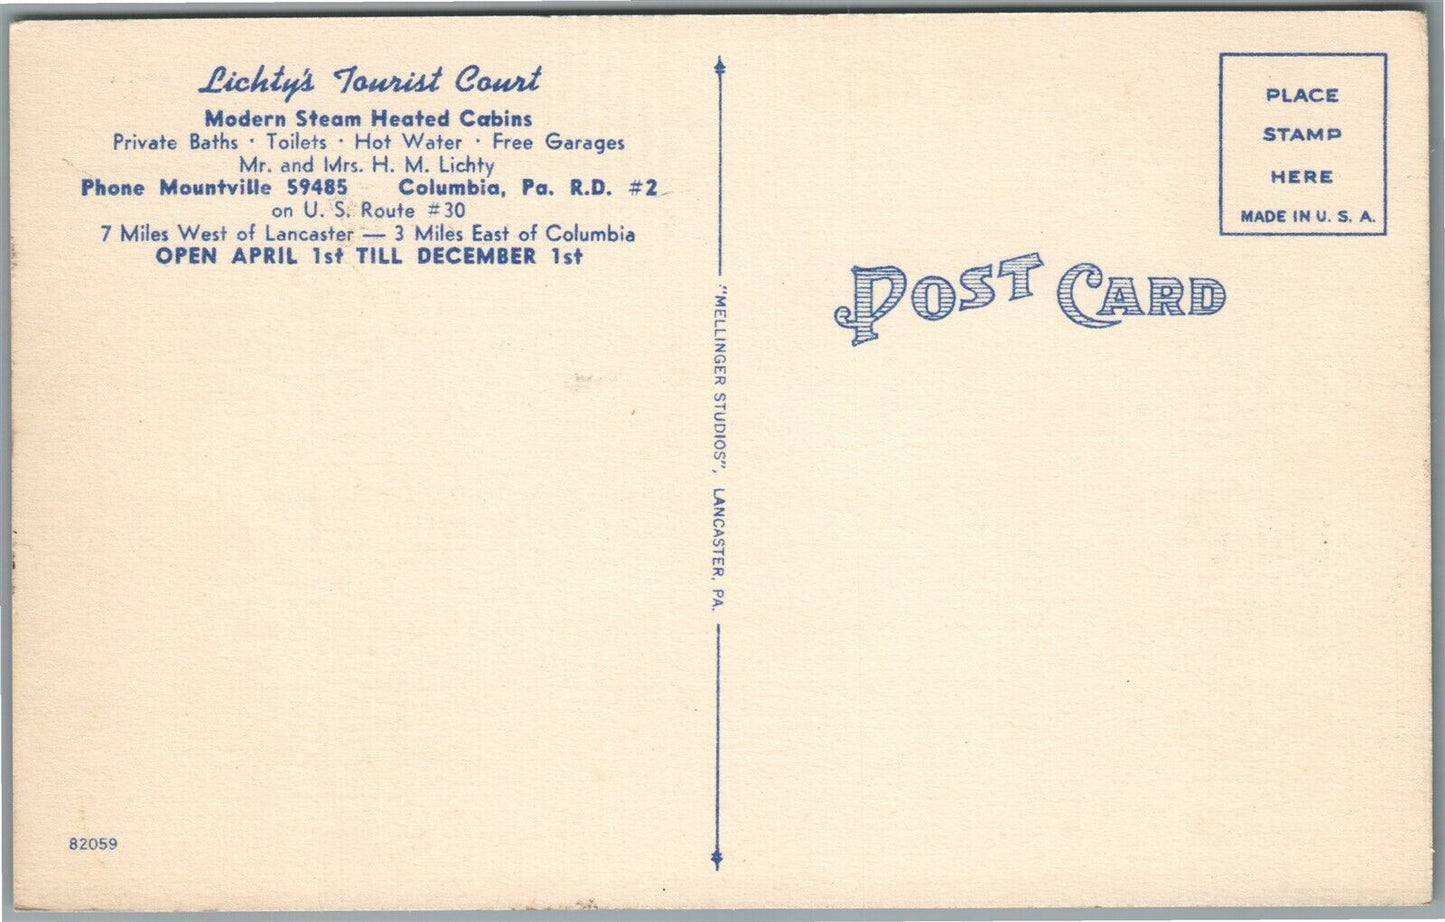 Lichty's Tourist Court
Modern Steam Heated Cabins
Private Baths · Toilets · Hot Water · Free Garages
Mr. and Mrs. H. M. Lichty
Phone Mountville 59485 Columbia, Pa. R.D. #2
on U. S. Route #30
7 Miles West of Lancaster — 3 Miles East of Columbia
OPEN APRIL 1st TILL DECEMBER 1st
82059
"MELLINGER STUDIOS", LANCASTER, PA.
PLACE
STAMP
HERE
MADE IN U. S. A.
POST CARD